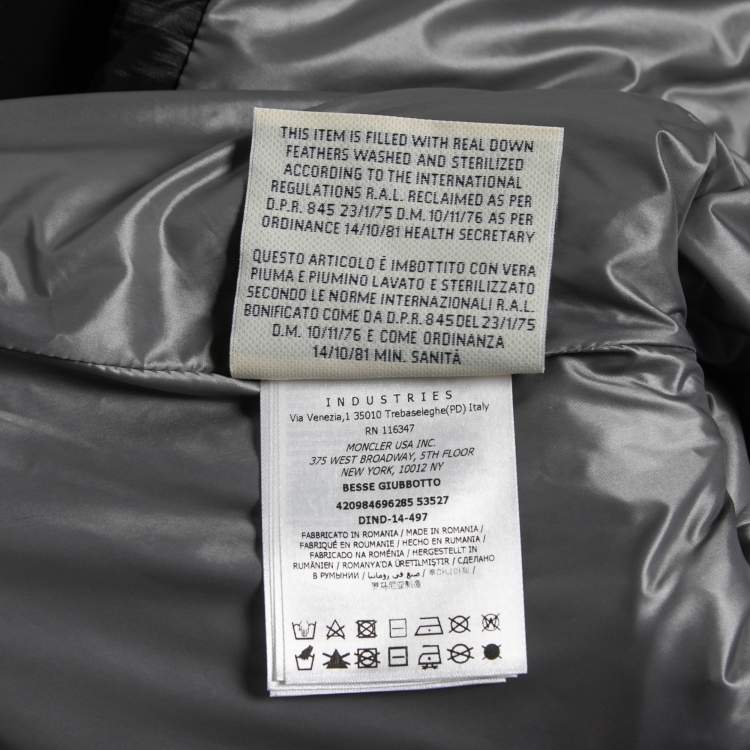 THIS ITEM IS FILLED WITH REAL DOWN
FEATHERS WASHED AND STERILIZED
ACCORDING TO THE INTERNATIONAL
REGULATIONS R.A.L. RECLAIMED AS PER
D.P.R. 845 23/1/75 D.M. 10/11/76 AS PER
ORDINANCE 14/10/81 HEALTH SECRETARY
QUESTO ARTICOLO È IMBOTTITO CON VERA
PIUMA E PIUMINO LAVATO E STERILIZZATO
SECONDO LE NORME INTERNAZIONALI R.A.L.
BONIFICATO COME DA D.P.R. 845 DEL 23/1/75
D.M. 10/11/76 E COME ORDINANZA
14/10/81 MIN. SANITÀ
INDUSTRIES
Via Venezia,1 35010 Trebaseleghe(PD) Italy
RN 116347
MONCLER USA INC.
375 WEST BROADWAY, 5TH FLOOR
NEW YORK, 10012 NY
BESSE GIUBBOTTO
420984696285 53527
DIND-14-497
FABBRICATO IN ROMANIA / MADE IN ROMANIA /
FABRIQUÉ EN ROUMANIE / HECHO EN RUMANIA /
FABRICADO NA ROMÉNIA / HERGESTELLT IN
RUMÄNIEN / ROMANYA'DA ÜRETİLMİŞTİR / СДЕЛАНО
В РУМЫНИИ / صنع في رومانيا /